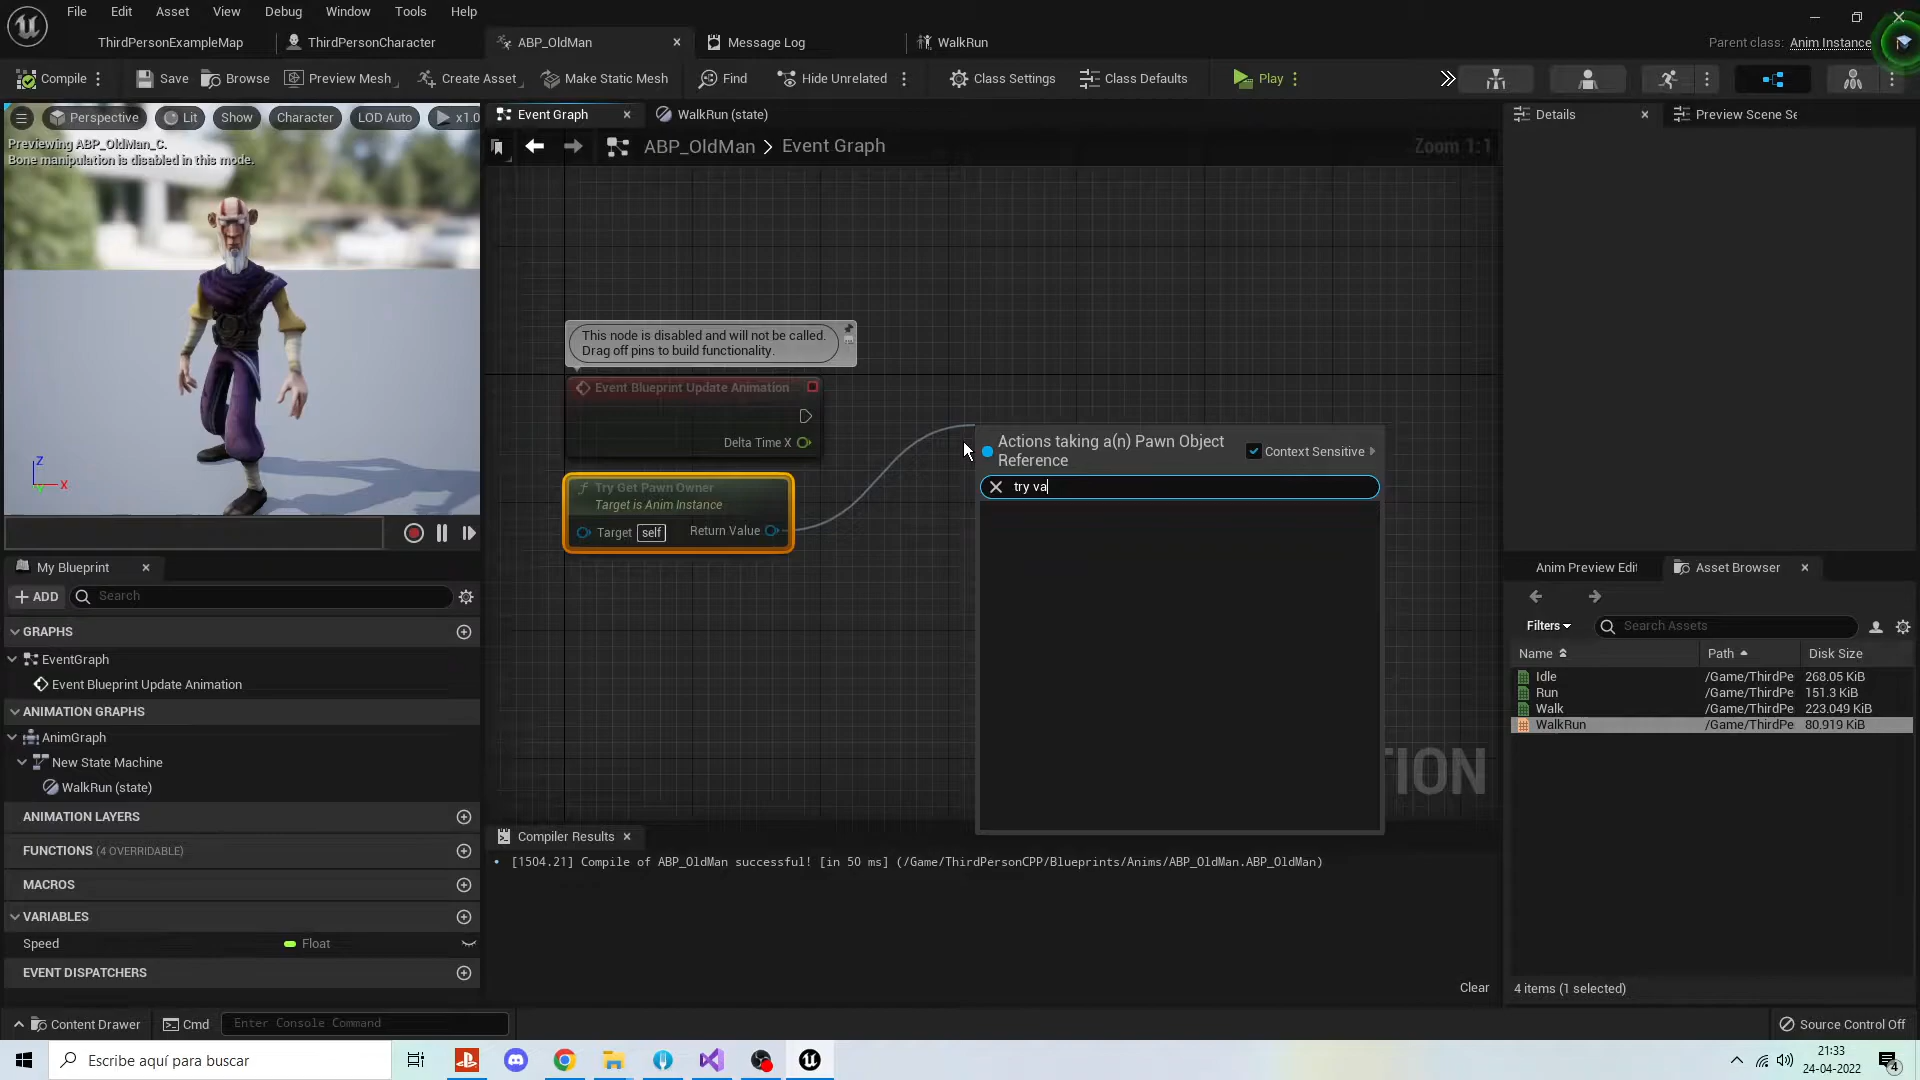 File Edit Asset View Debug Window Tools Help
ThirdPersonExampleMap
ThirdPersonCharacter
ABP_OldMan
Message Log
WalkRun
Parent class: Anim Instance
Compile
Save
Browse
Preview Mesh
Create Asset
Make Static Mesh
Find
Hide Unrelated
Class Settings
Class Defaults
Play
Perspective
Lit
Show
Character
LOD Auto
x1.0
Previewing ABP_OldMan_C.
Bone manipulation is disabled in this mode.
Z
X
Event Graph
WalkRun (state)
ABP_OldMan > Event Graph
Zoom 1:1
This node is disabled and will not be called.
Drag off pins to build functionality.
Event Blueprint Update Animation
Delta Time X
Try Get Pawn Owner
Target is Anim Instance
Target self
Return Value
Actions taking a(n) Pawn Object
Reference
Context Sensitive
try va
TION
Details
Preview Scene Se
My Blueprint
ADD
Search
GRAPHS
EventGraph
Event Blueprint Update Animation
ANIMATION GRAPHS
AnimGraph
New State Machine
WalkRun (state)
ANIMATION LAYERS
FUNCTIONS (4 OVERRIDABLE)
MACROS
VARIABLES
Speed Float
EVENT DISPATCHERS
Compiler Results
[1504.21] Compile of ABP_OldMan successful! [in 50 ms] (/Game/ThirdPersonCPP/Blueprints/Anims/ABP_OldMan.ABP_OldMan)
Clear
Anim Preview Edit
Asset Browser
Filters
Search Assets
Name Path Disk Size
Idle /Game/ThirdPe 268.05 KiB
Run /Game/ThirdPe 151.3 KiB
Walk /Game/ThirdPe 223.049 KiB
WalkRun /Game/ThirdPe 80.919 KiB
4 items (1 selected)
Content Drawer
Cmd
Enter Console Command
Source Control Off
Escribe aquí para buscar
21:33
24-04-2022
4